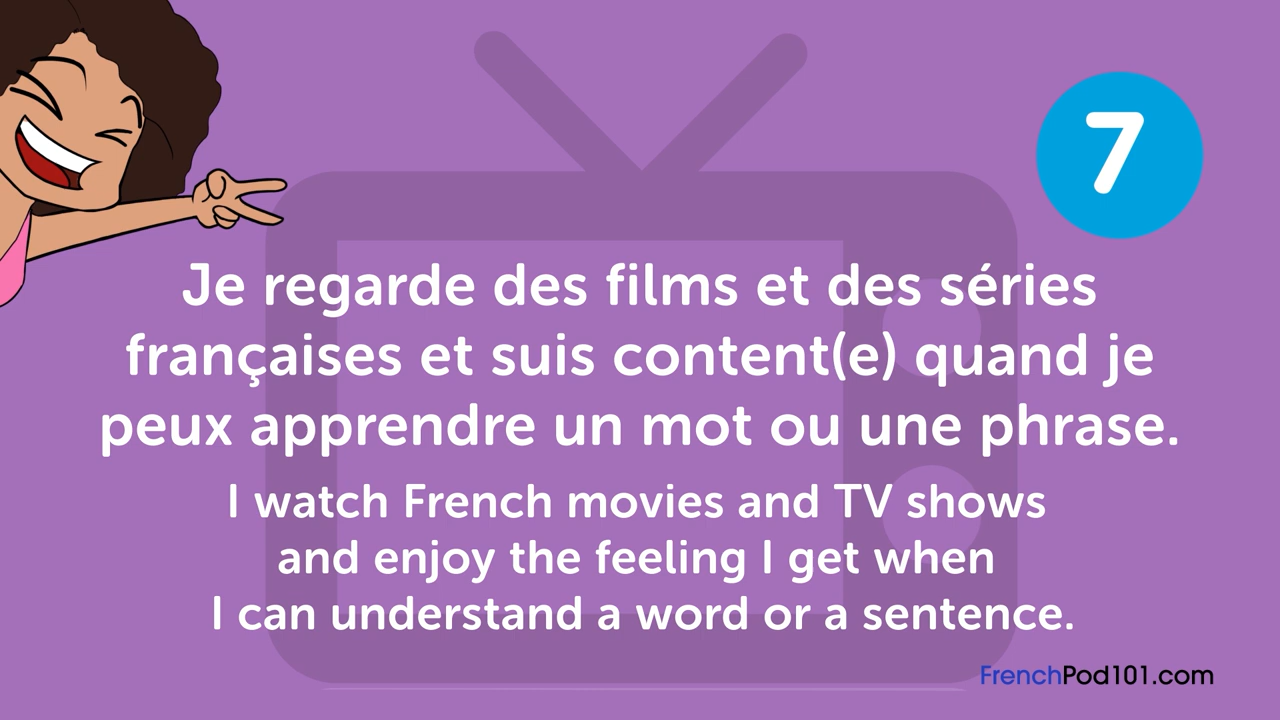 7
Je regarde des films et des séries
françaises et suis content(e) quand je
peux apprendre un mot ou une phrase.
I watch French movies and TV shows
and enjoy the feeling I get when
I can understand a word or a sentence.
FrenchPod101.com